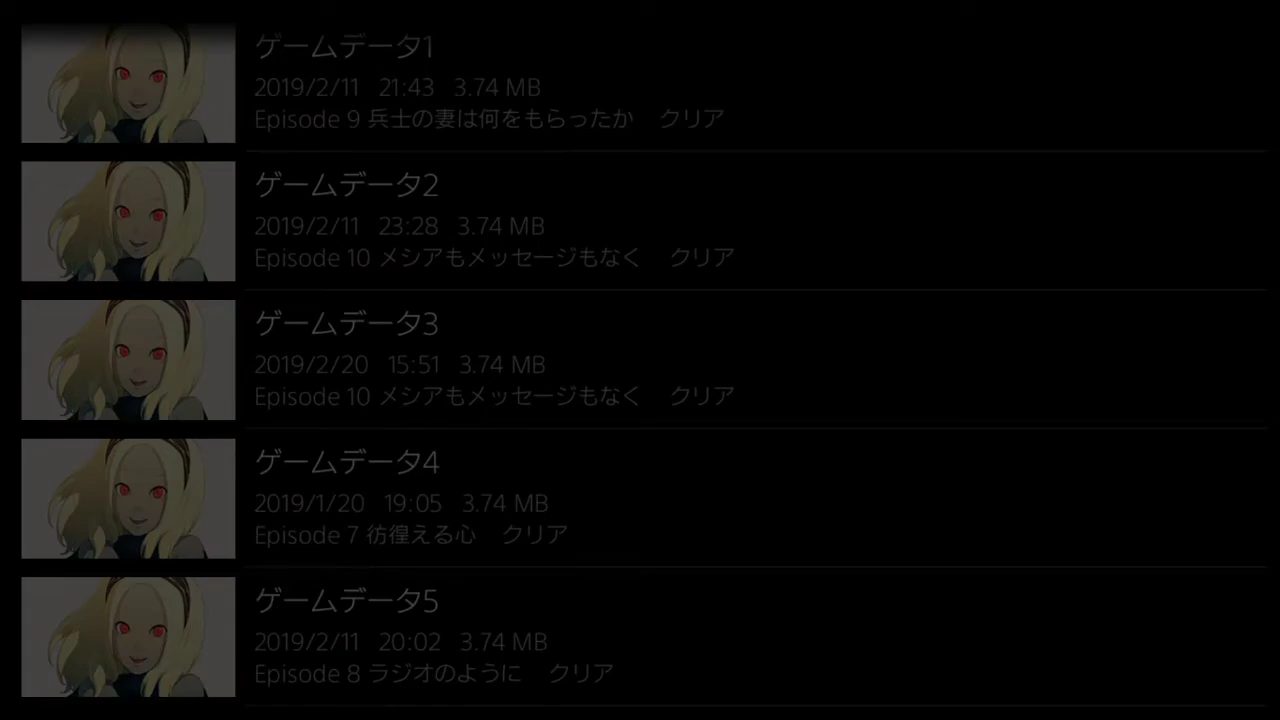 ゲームデータ1
2019/2/11 21:43 3.74 MB
Episode 9 兵士の妻は何をもらったか クリア
ゲームデータ2
2019/2/11 23:28 3.74 MB
Episode 10 メシアもメッセージもなく クリア
ゲームデータ3
2019/2/20 15:51 3.74 MB
Episode 10 メシアもメッセージもなく クリア
ゲームデータ4
2019/1/20 19:05 3.74 MB
Episode 7 彷徨える心 クリア
ゲームデータ5
2019/2/11 20:02 3.74 MB
Episode 8 ラジオのように クリア